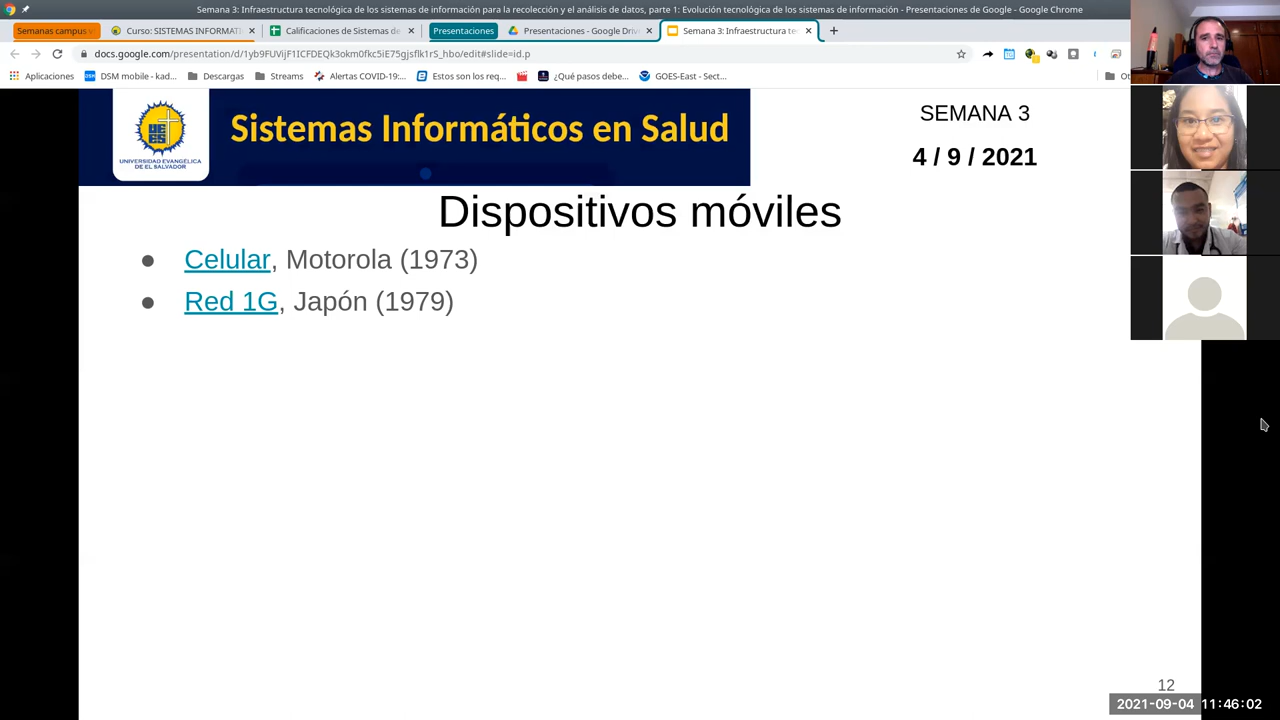 Semana 3: Infraestructura tecnológica de los sistemas de información para la recolección y el análisis de datos, parte 1: Evolución tecnológica de los sistemas de información - Presentaciones de Google - Google Chrome
Semanas campus v
Curso: SISTEMAS INFORMATI
Calificaciones de Sistemas de
Presentaciones
Presentaciones - Google Drive
Semana 3: Infraestructura te
docs.google.com/presentation/d/1yb9FUVijF1ICFDEQk3okm0fkc5iE75gjsflk1rS_hbo/edit#slide=id.p
Aplicaciones
DSM mobile - kad...
Descargas
Streams
Alertas COVID-19:...
Estos son los req...
¿Qué pasos debe...
GOES-East - Sect...
UNIVERSIDAD EVANGÉLICA
DE EL SALVADOR
Sistemas Informáticos en Salud
SEMANA 3
4 / 9 / 2021
Dispositivos móviles
● Celular, Motorola (1973)
● Red 1G, Japón (1979)
12
2021-09-04 11:46:02